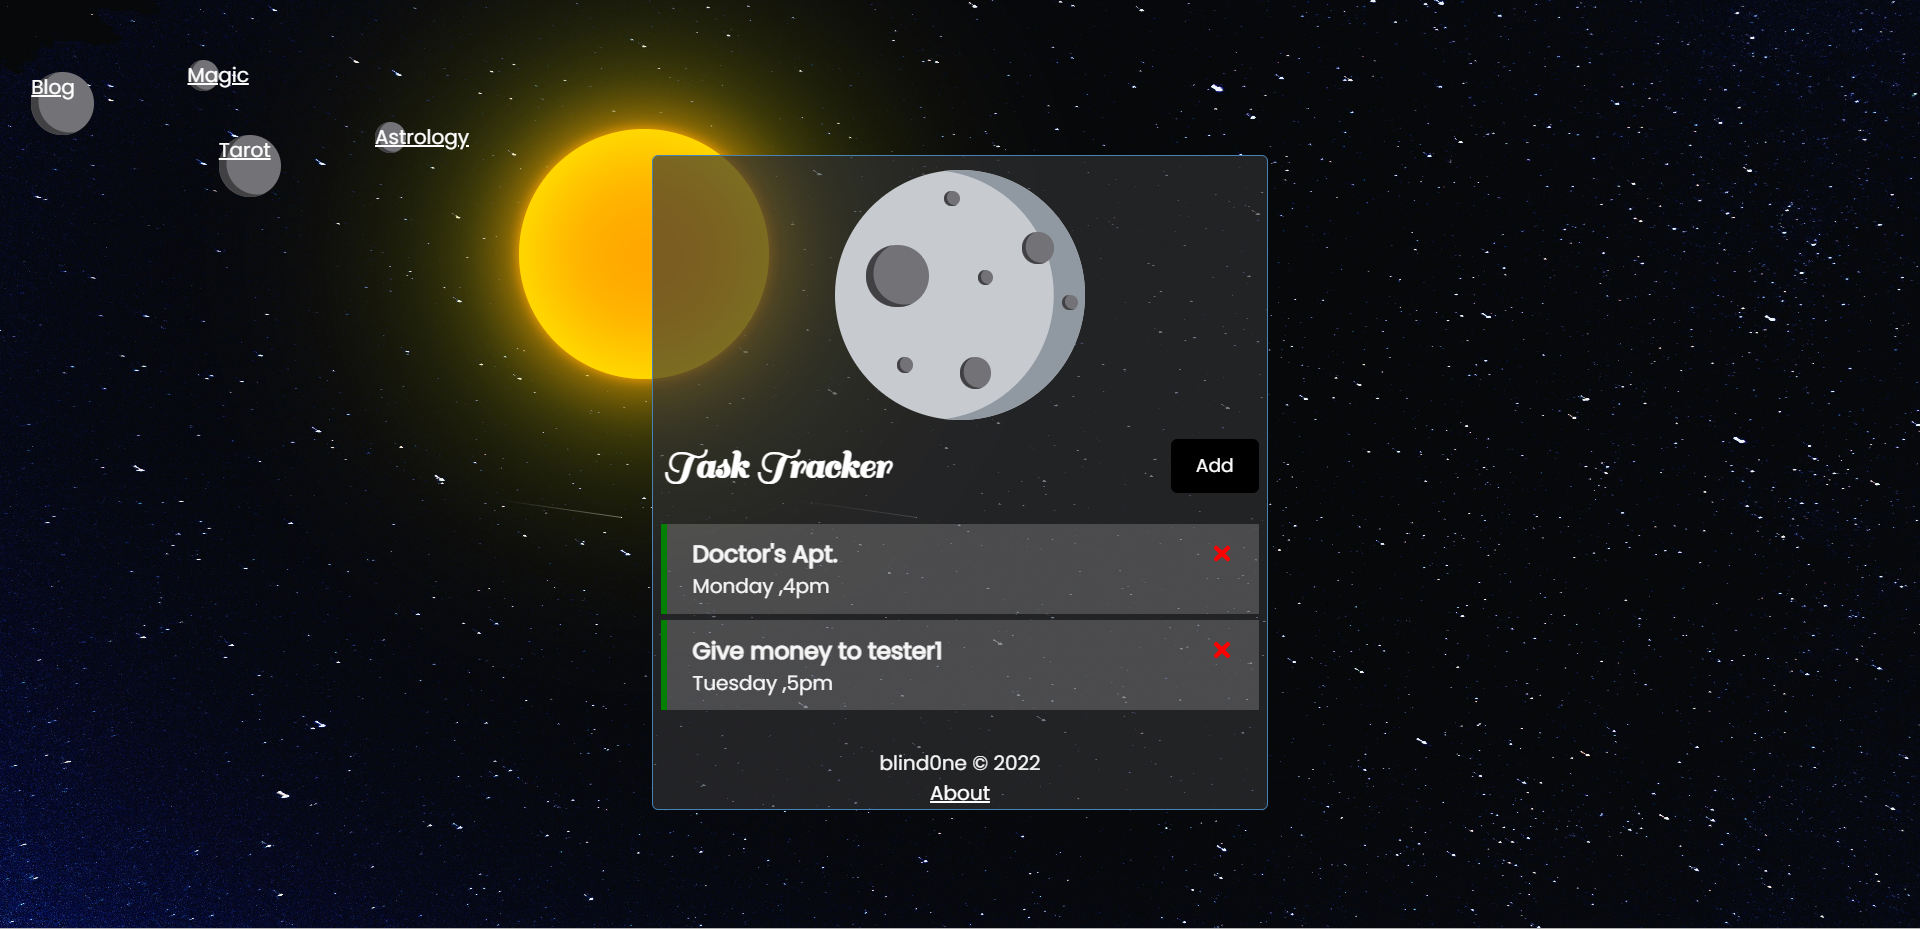 Blog
Magic
Tarot
Astrology
Task Tracker
Add
Doctor's Apt.
Monday ,4pm
Give money to tester1
Tuesday ,5pm
blind0ne © 2022
About